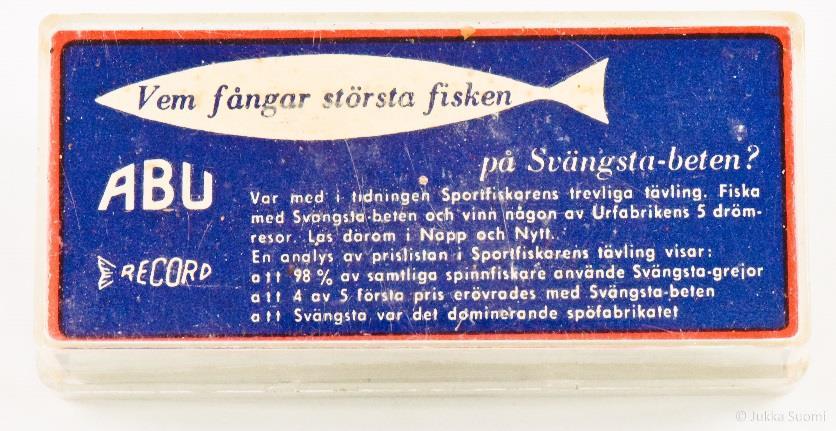 Vem fångar största fisken
på Svängsta-beten?
ABU
RECORD
Var med i tidningen Sportfiskarens trevliga tävling. Fiska
med Svängsta-beten och vinn någon av Urfabrikens 5 dröm-
resor. Läs därom i Napp och Nytt.
En analys av prislistan i Sportfiskarens tävling visar:
att 98 % av samtliga spinnfiskare använde Svängsta-grejor
att 4 av 5 första pris erövrades med Svängsta-beten
att Svängsta var det dominerande spöfabrikatet
© Jukka Suomi